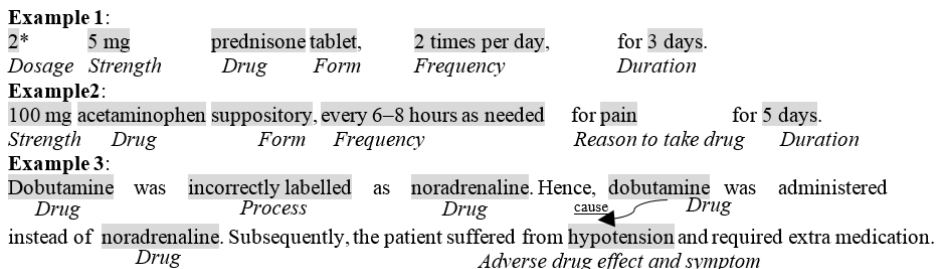 Example 1:
2* 5 mg prednisone tablet, 2 times per day, for 3 days.
Dosage Strength Drug Form Frequency Duration
Example2:
100 mg acetaminophen suppository, every 6–8 hours as needed for pain for 5 days.
Strength Drug Form Frequency Reason to take drug Duration
Example 3:
Dobutamine was incorrectly labelled as noradrenaline. Hence, dobutamine was administered
Drug Process Drug cause Drug
instead of noradrenaline. Subsequently, the patient suffered from hypotension and required extra medication.
Drug Adverse drug effect and symptom